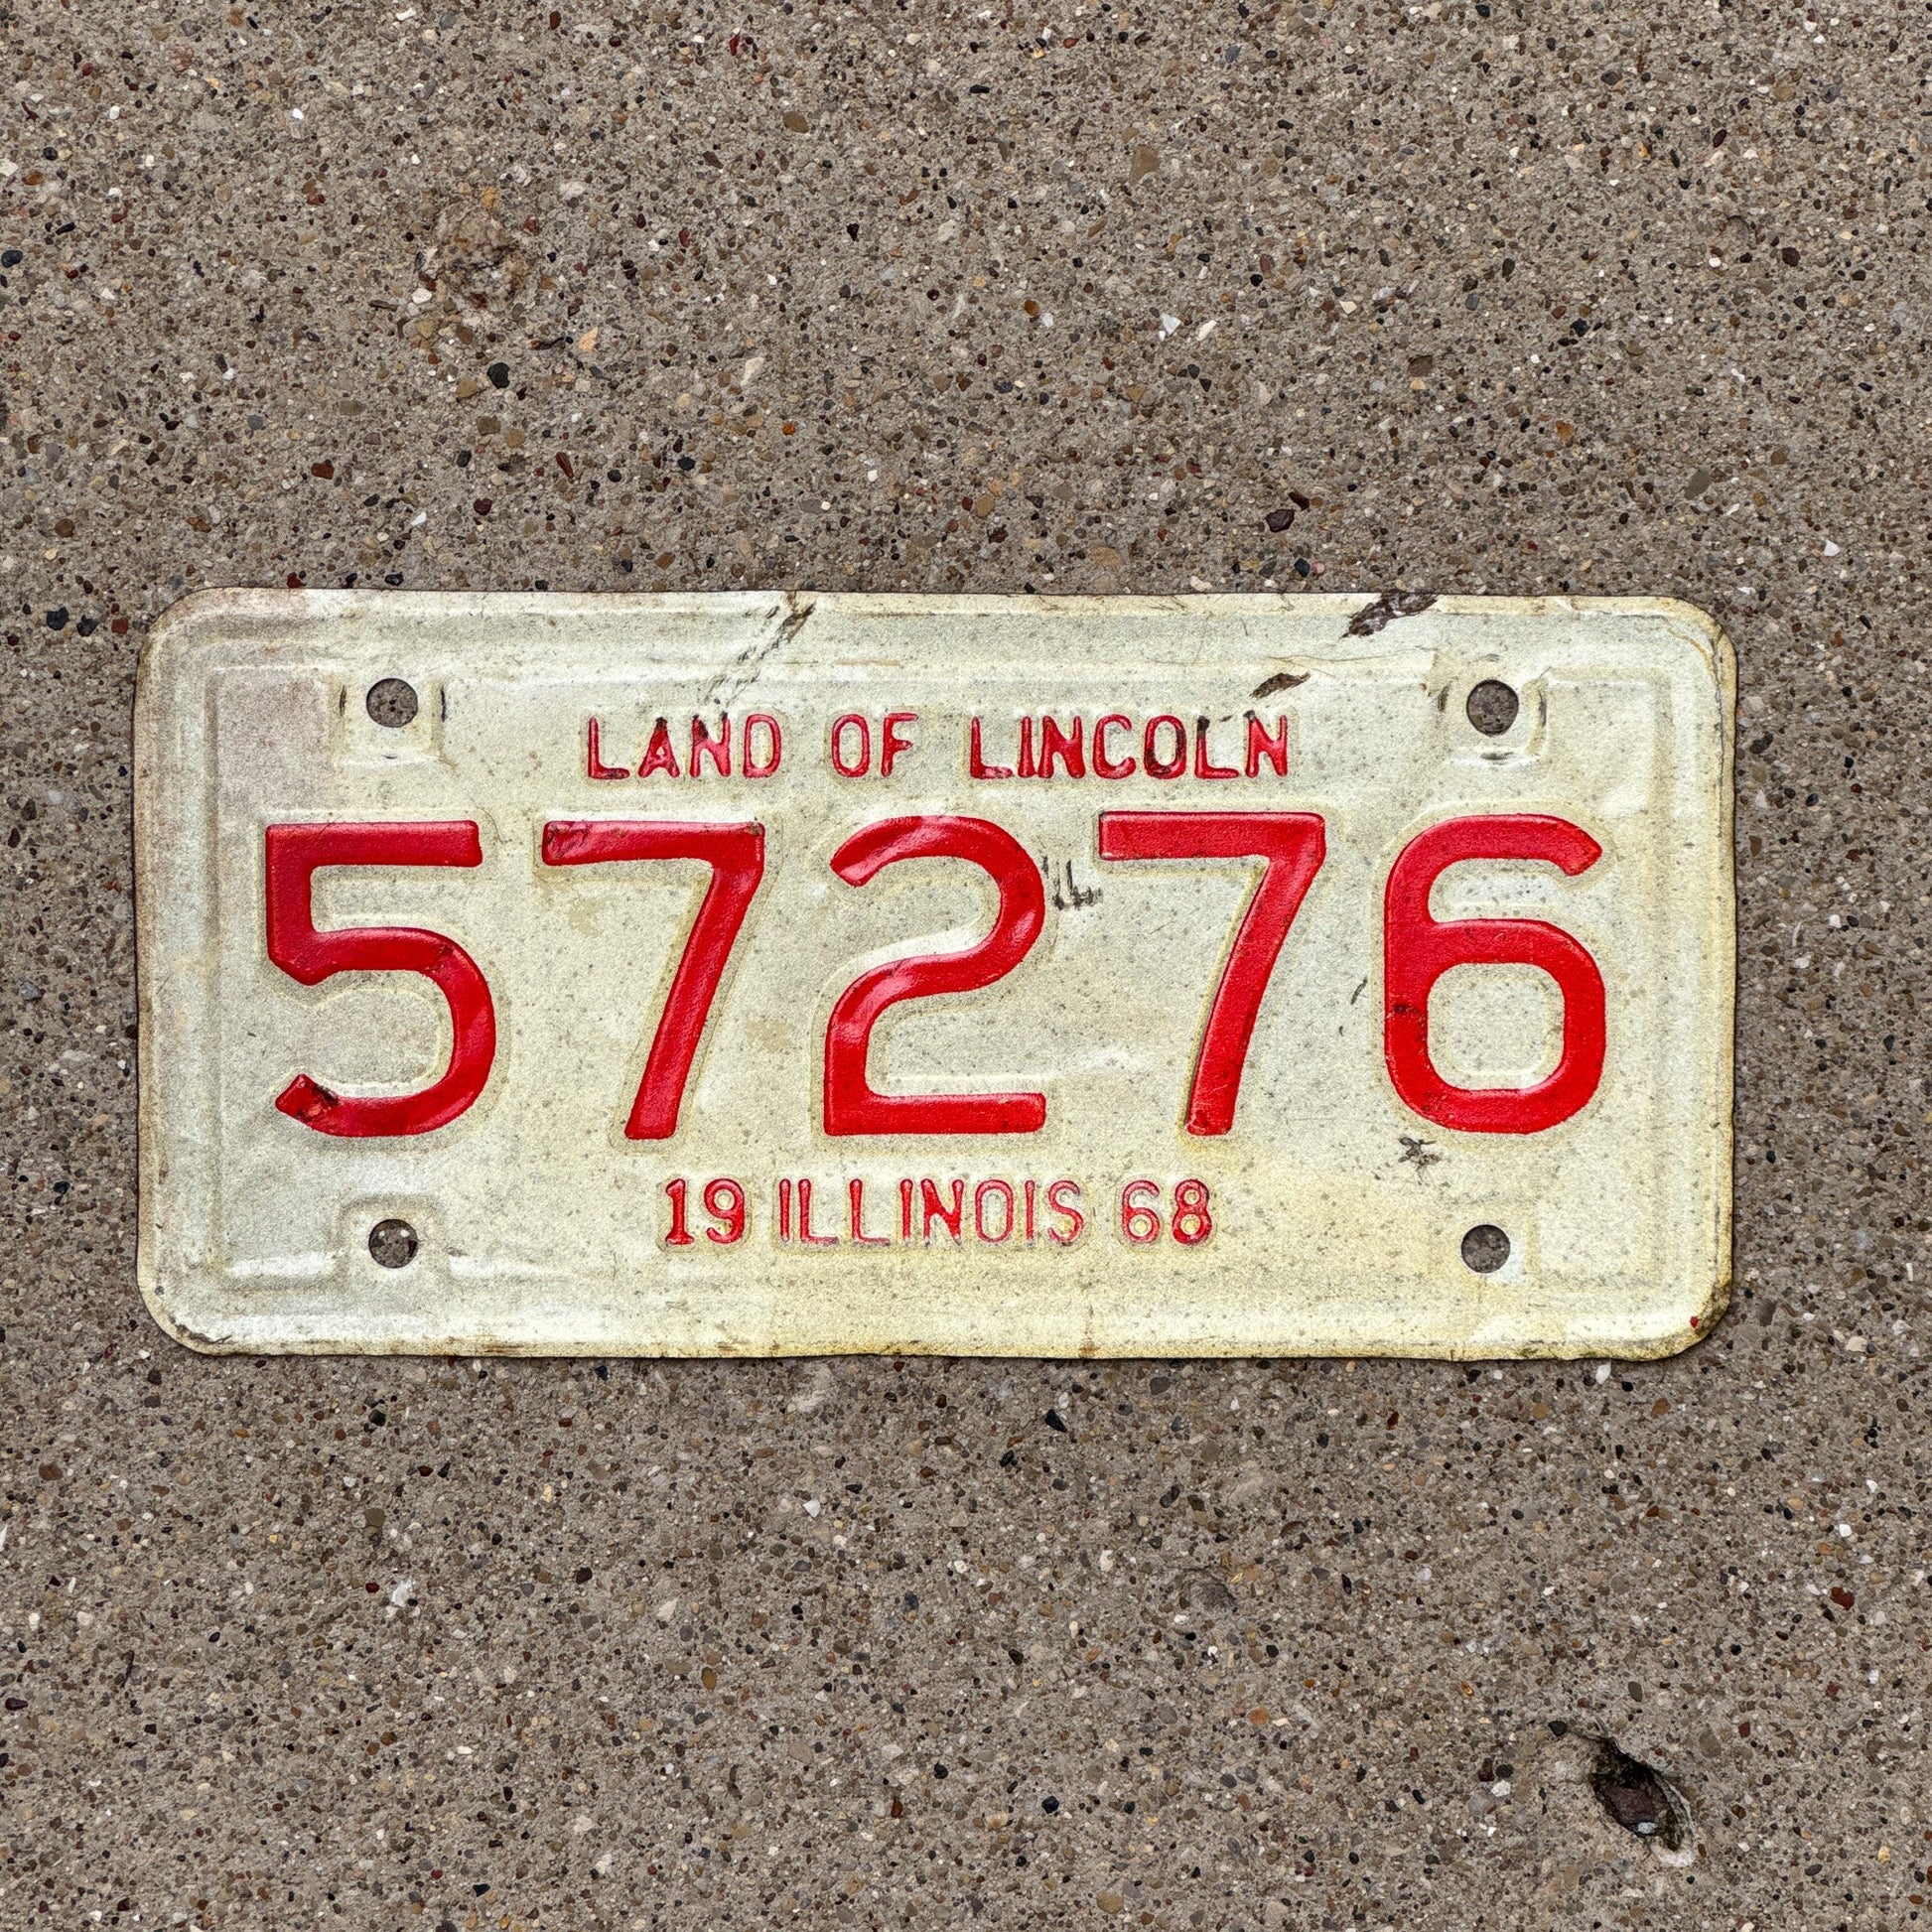 LAND OF LINCOLN
57276
19 ILLINOIS 68